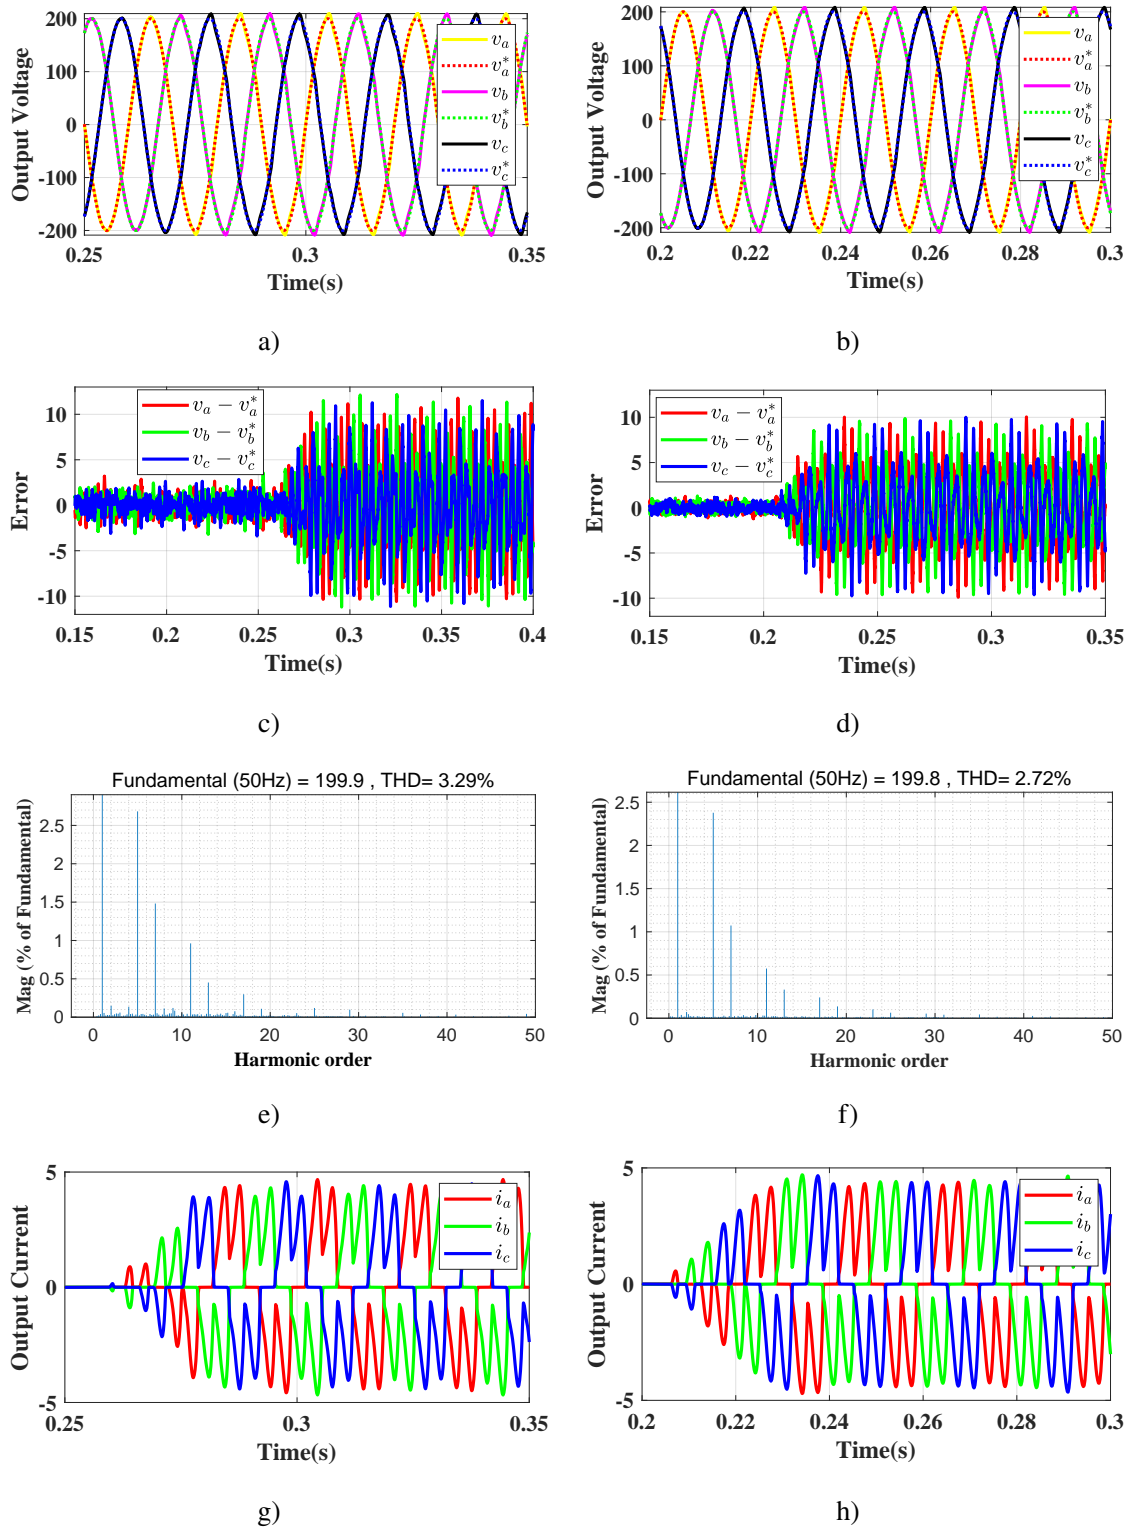 200
100
0
-100
-200
Output Voltage
v_a
v_a^*
v_b
v_b^*
v_c
v_c^*
0.25
0.3
0.35
Time(s)
a)
200
100
0
-100
-200
Output Voltage
v_a
v_a^*
v_b
v_b^*
v_c
v_c^*
0.2
0.22
0.24
0.26
0.28
0.3
Time(s)
b)
10
5
0
-5
-10
Error
v_a − v_a^*
v_b − v_b^*
v_c − v_c^*
0.15
0.2
0.25
0.3
0.35
0.4
Time(s)
c)
10
5
0
-5
-10
Error
v_a − v_a^*
v_b − v_b^*
v_c − v_c^*
0.15
0.2
0.25
0.3
0.35
Time(s)
d)
Fundamental (50Hz) = 199.9 , THD= 3.29%
2.5
2
1.5
1
0.5
0
Mag (% of Fundamental)
0
10
20
30
40
50
Harmonic order
e)
Fundamental (50Hz) = 199.8 , THD= 2.72%
2.5
2
1.5
1
0.5
0
Mag (% of Fundamental)
0
10
20
30
40
50
Harmonic order
f)
5
0
-5
Output Current
i_a
i_b
i_c
0.25
0.3
0.35
Time(s)
g)
5
0
-5
Output Current
i_a
i_b
i_c
0.2
0.22
0.24
0.26
0.28
0.3
Time(s)
h)